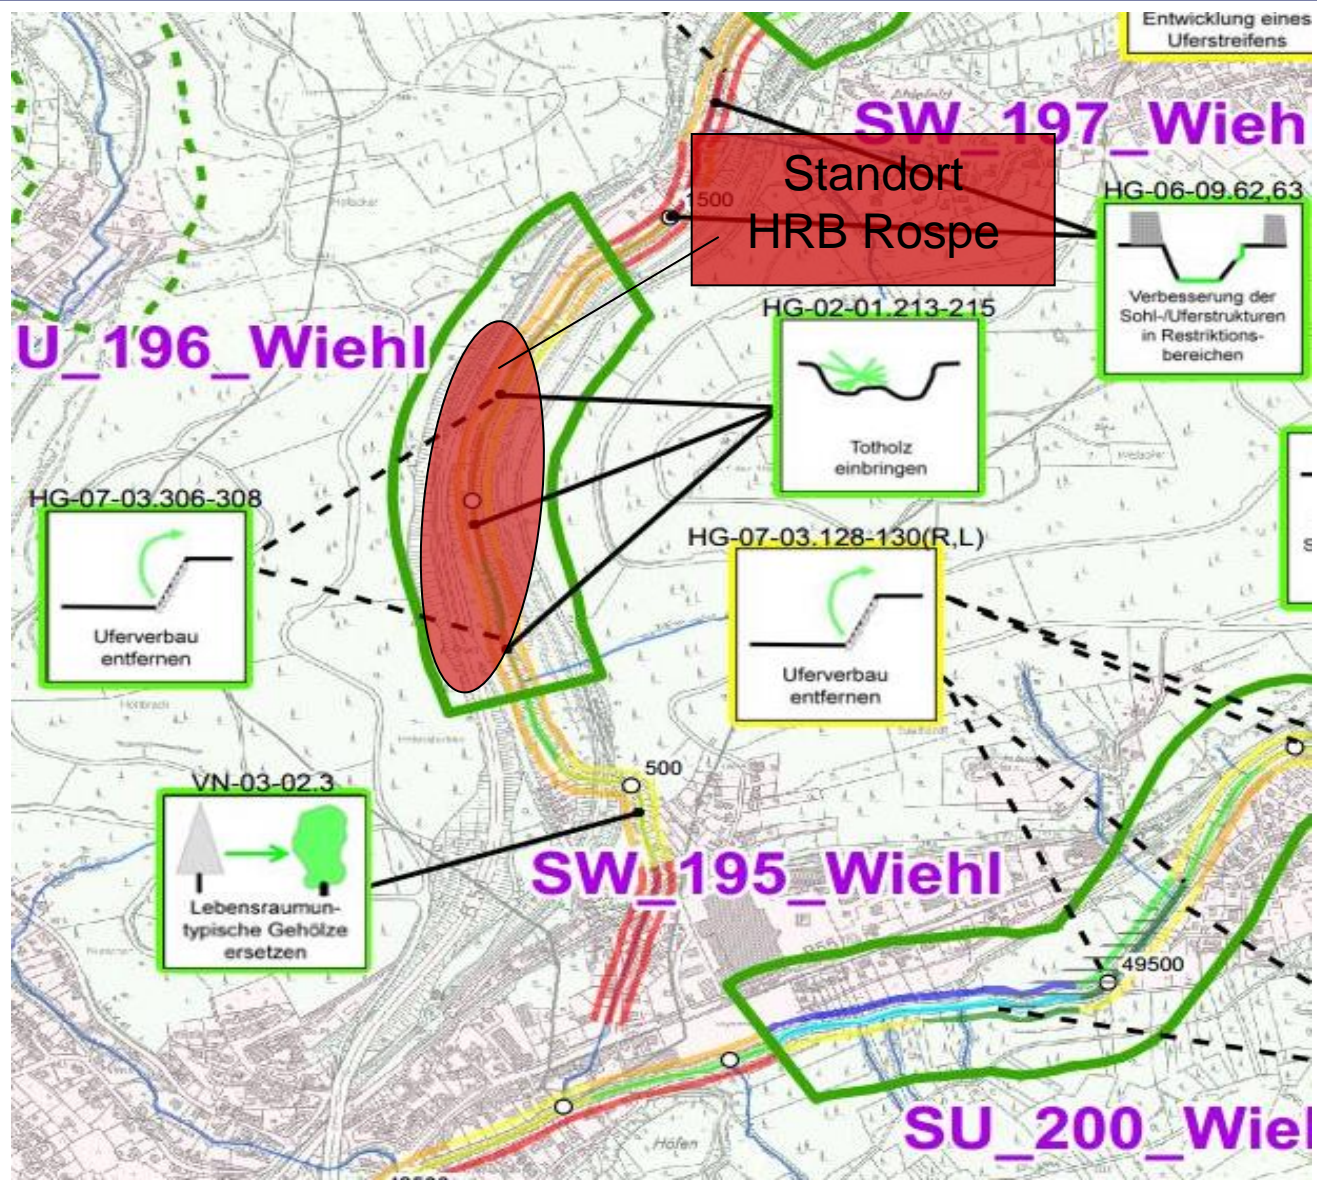 Entwicklung eines
Uferstreifens
SW_197_Wieh
Standort
HRB Rospe
1500
HG-06-09.62,63
Verbesserung der
Sohl-/Uferstrukturen
in Restriktions-
bereichen
HG-02-01.213-215
Totholz
einbringen
U_196_Wiehl
HG-07-03.306-308
Uferverbau
entfernen
HG-07-03.128-130(R,L)
Uferverbau
entfernen
VN-03-02.3
Lebensraumun-
typische Gehölze
ersetzen
500
SW_195_Wiehl
49500
SU_200_Wiel
Höfen